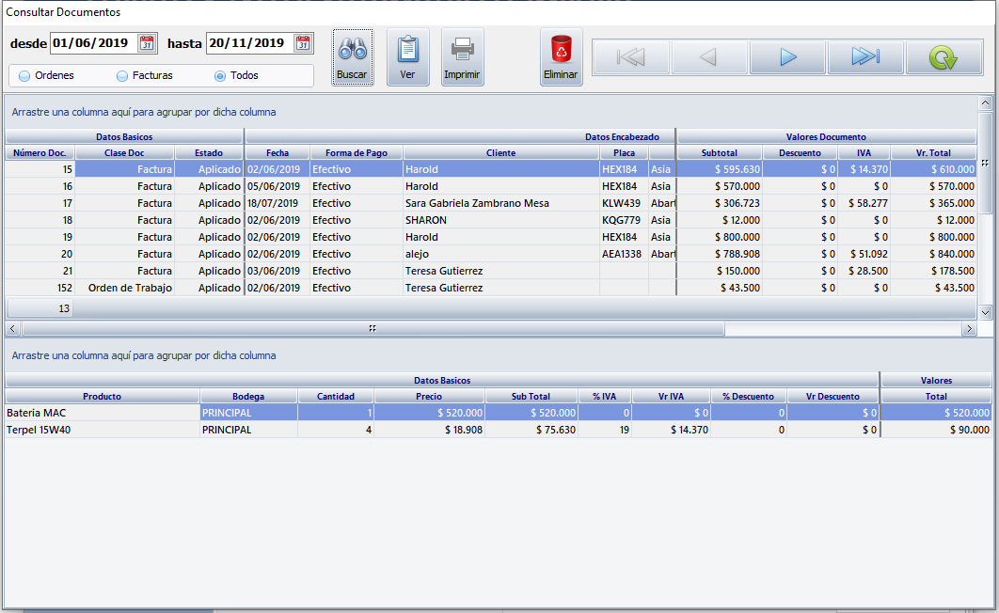 Consultar Documentos
desde 01/06/2019 31 hasta 20/11/2019 31
Ordenes Facturas Todos
Buscar Ver Imprimir Eliminar
Arrastre una columna aquí para agrupar por dicha columna
Datos Basicos Datos Encabezado Valores Documento
Número Doc. Clase Doc Estado Fecha Forma de Pago Cliente Placa Subtotal Descuento IVA Vr. Total
15 Factura Aplicado 02/06/2019 Efectivo Harold HEX184 Asia $ 595.630 $ 0 $ 14.370 $ 610.000
16 Factura Aplicado 05/06/2019 Efectivo Harold HEX184 Asia $ 570.000 $ 0 $ 0 $ 570.000
17 Factura Aplicado 18/07/2019 Efectivo Sara Gabriela Zambrano Mesa KLW439 Abart $ 306.723 $ 0 $ 58.277 $ 365.000
18 Factura Aplicado 02/06/2019 Efectivo SHARON KQG779 Asia $ 12.000 $ 0 $ 0 $ 12.000
19 Factura Aplicado 02/06/2019 Efectivo Harold HEX184 Asia $ 800.000 $ 0 $ 0 $ 800.000
20 Factura Aplicado 02/06/2019 Efectivo alejo AEA1338 Abart $ 788.908 $ 0 $ 51.092 $ 840.000
21 Factura Aplicado 03/06/2019 Efectivo Teresa Gutierrez $ 150.000 $ 0 $ 28.500 $ 178.500
152 Orden de Trabajo Aplicado 02/06/2019 Efectivo Teresa Gutierrez $ 43.500 $ 0 $ 0 $ 43.500
13
Arrastre una columna aquí para agrupar por dicha columna
Datos Basicos Valores
Producto Bodega Cantidad Precio Sub Total % IVA Vr IVA % Descuento Vr Descuento Total
Bateria MAC PRINCIPAL 1 $ 520.000 $ 520.000 0 $ 0 0 $ 0 $ 520.000
Terpel 15W40 PRINCIPAL 4 $ 18.908 $ 75.630 19 $ 14.370 0 $ 0 $ 90.000